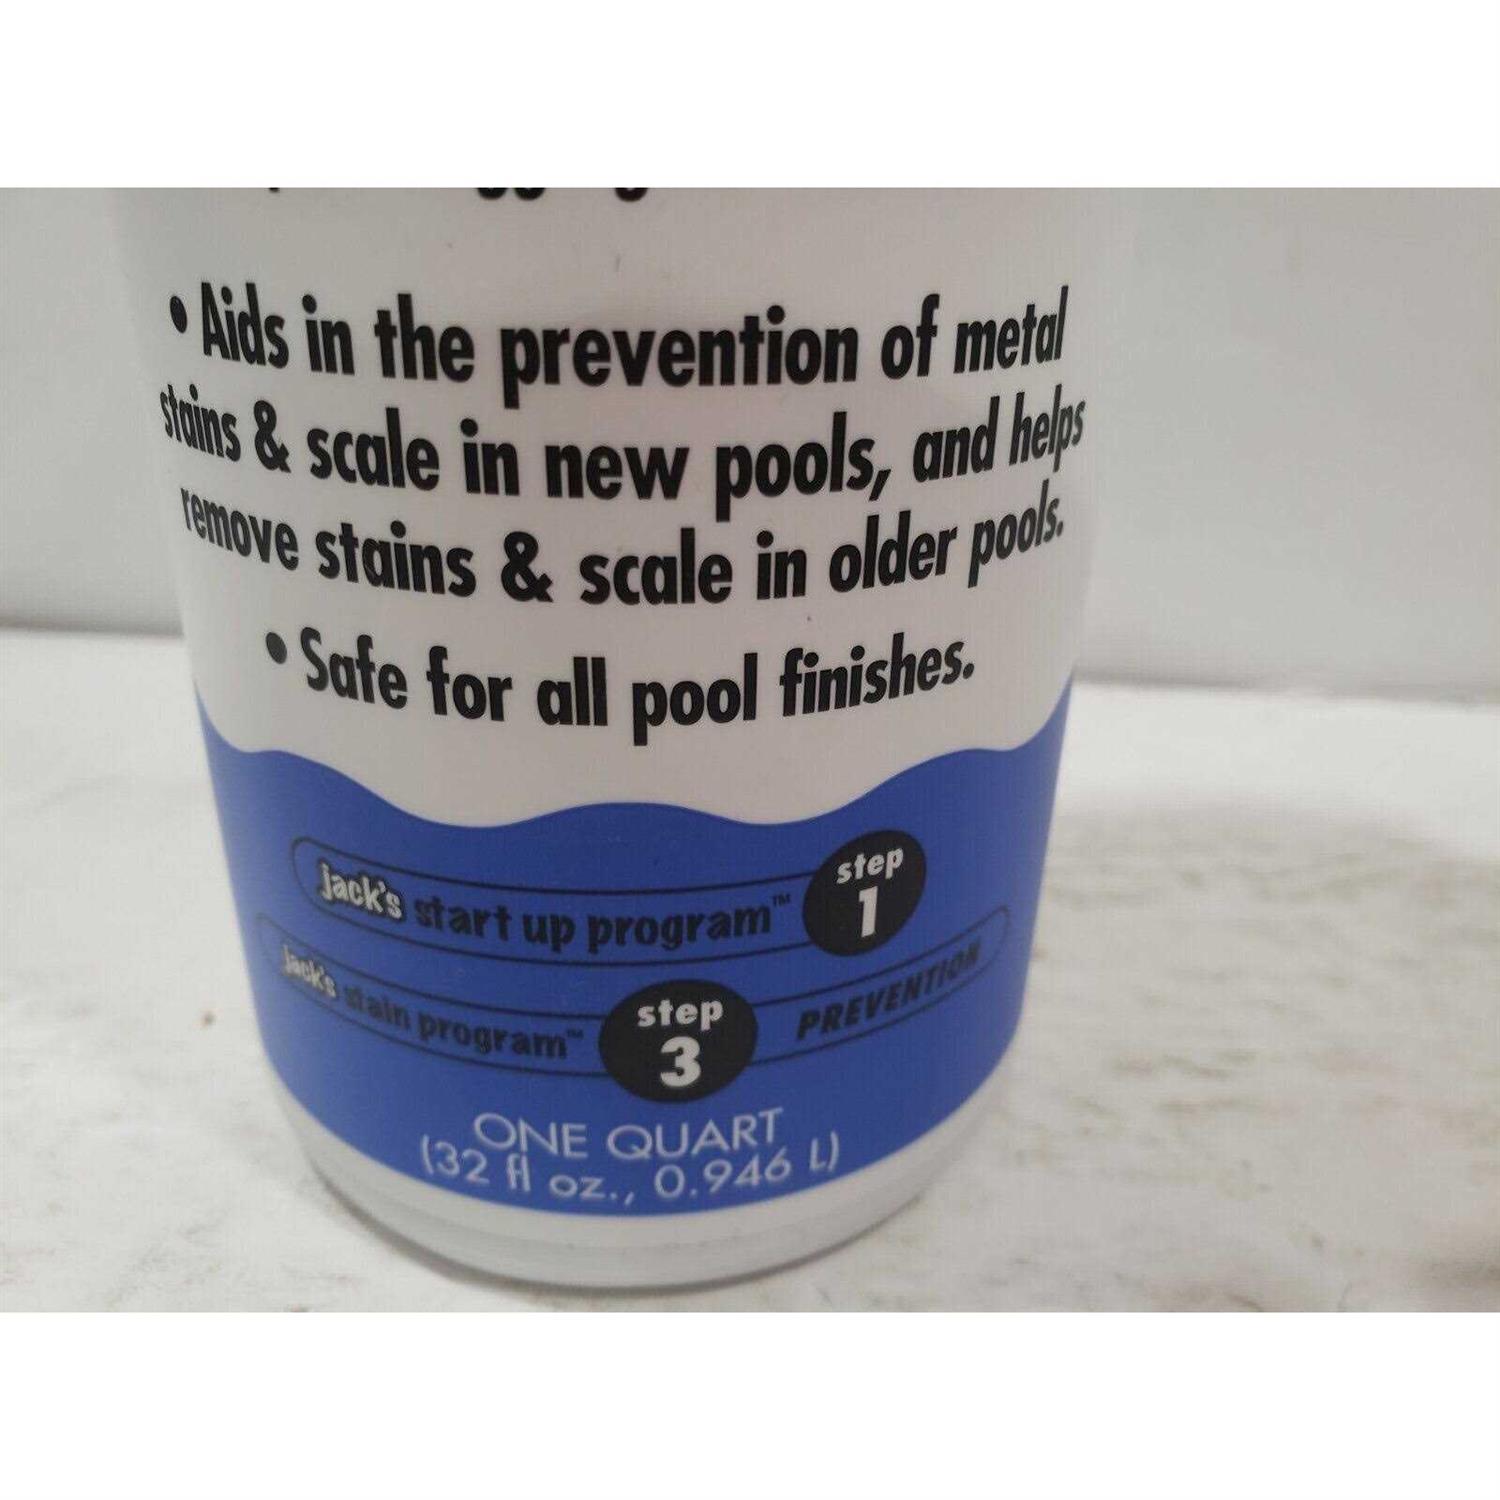 • Aids in the prevention of metal
stains & scale in new pools, and helps
remove stains & scale in older pools.
• Safe for all pool finishes.
jack's start up program™ step 1
jack's stain program™ step 3 PREVENTION
ONE QUART
(32 fl oz., 0.946 L)